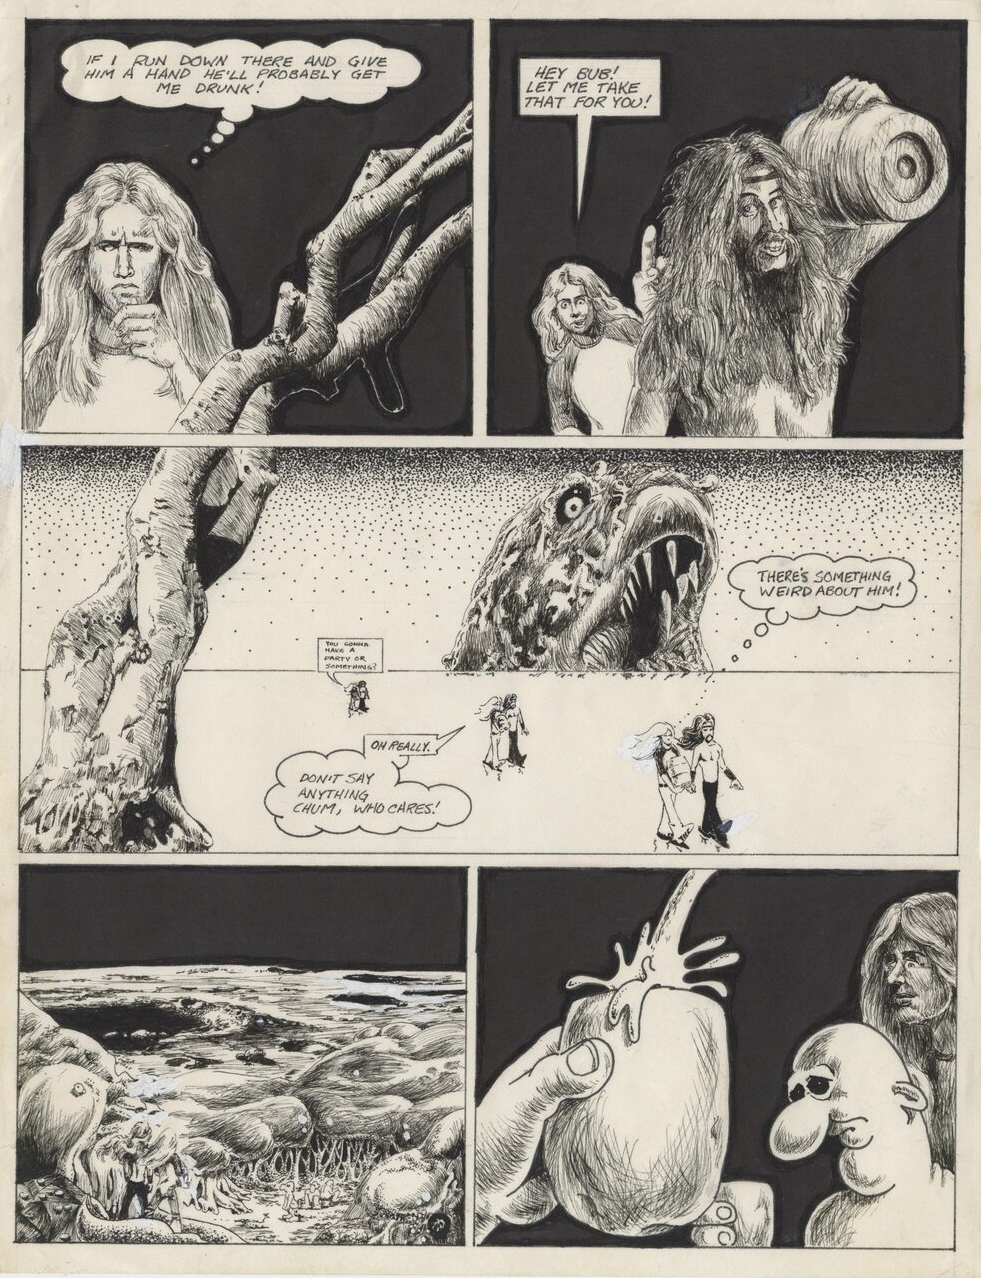 IF I RUN DOWN THERE AND GIVE
HIM A HAND HE'LL PROBABLY GET
ME DRUNK!
HEY BUB!
LET ME TAKE
THAT FOR YOU!
YOU GONNA
HAVE A
PARTY OR
SOMETHING?
OH REALLY.
DON'T SAY
ANYTHING
CHUM, WHO CARES!
THERE'S SOMETHING
WEIRD ABOUT HIM!